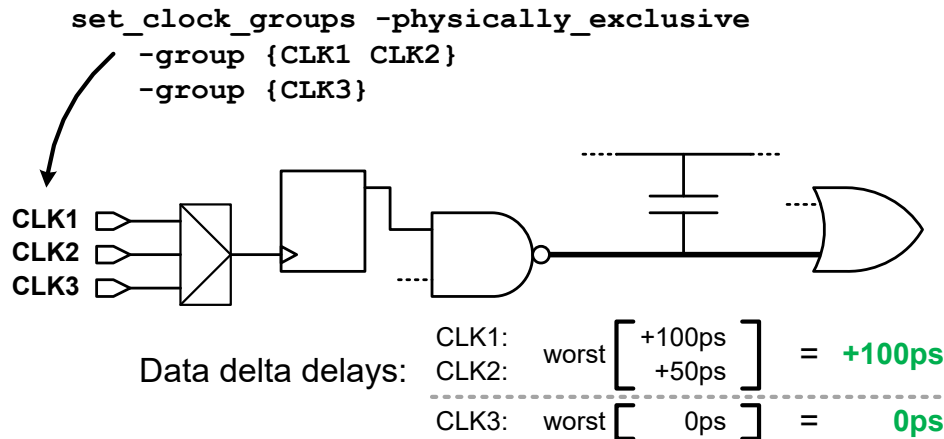 set_clock_groups -physically_exclusive
-group {CLK1 CLK2}
-group {CLK3}
CLK1
CLK2
CLK3
Data delta delays:
CLK1: worst [ +100ps ] = +100ps
CLK2: +50ps
CLK3: worst [ 0ps ] = 0ps